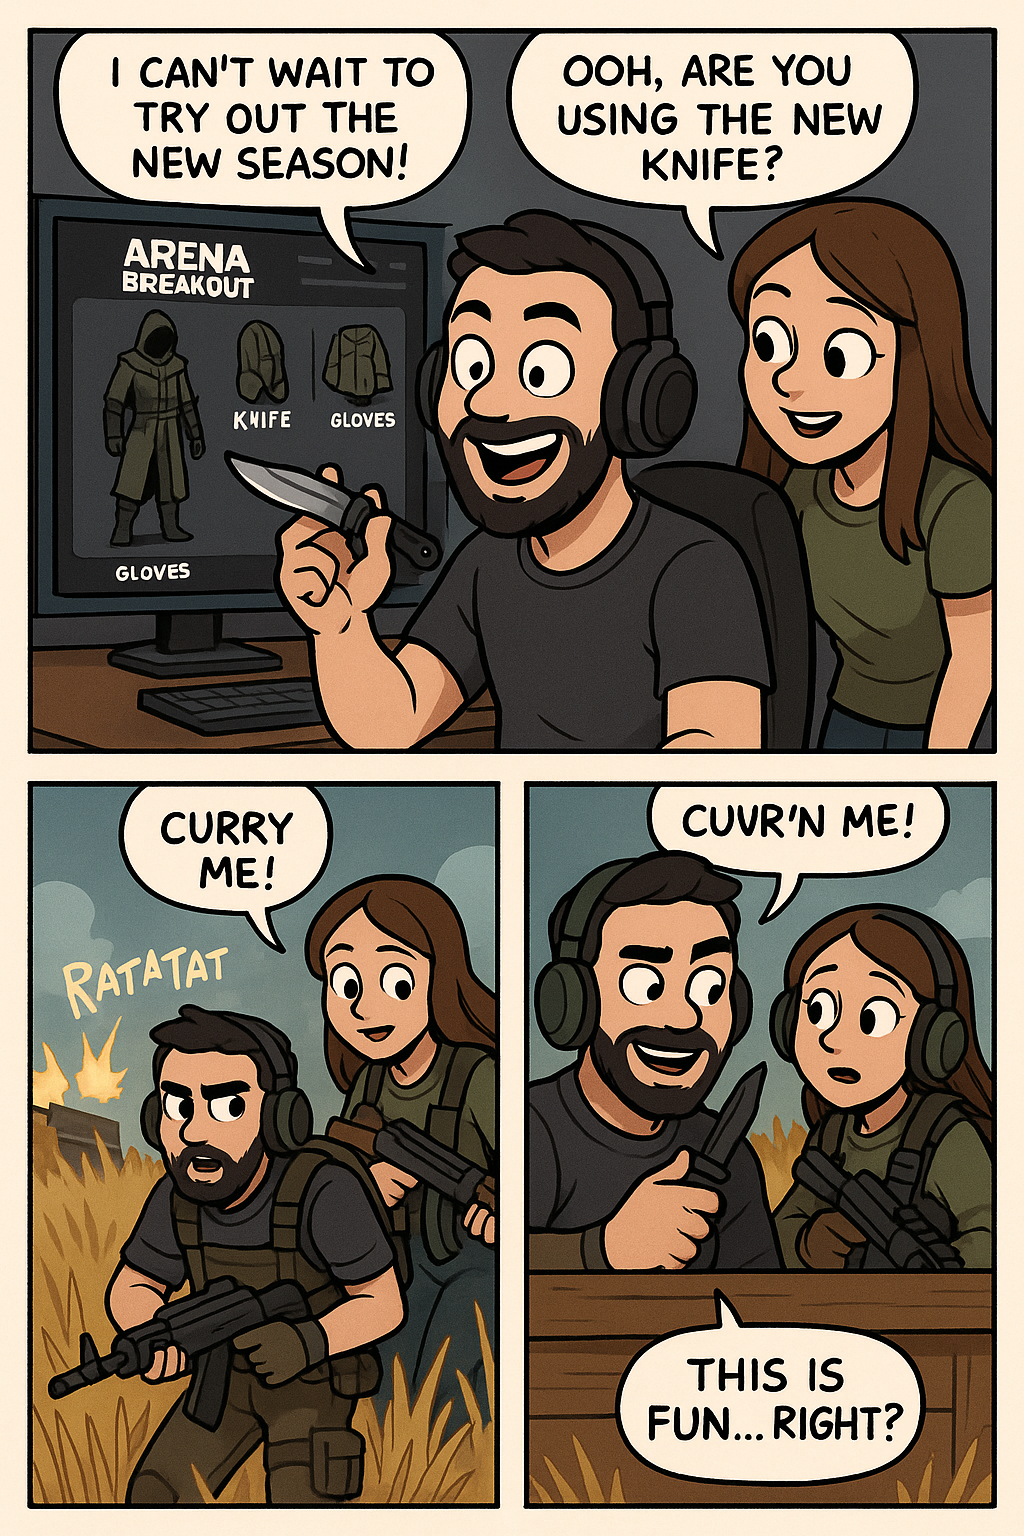 I CAN'T WAIT TO
TRY OUT THE
NEW SEASON!
OOH, ARE YOU
USING THE NEW
KNIFE?
ARENA
BREAKOUT
KNIFE
GLOVES
GLOVES
CURRY
ME!
RATATAT
CUVR'N ME!
THIS IS
FUN...RIGHT?